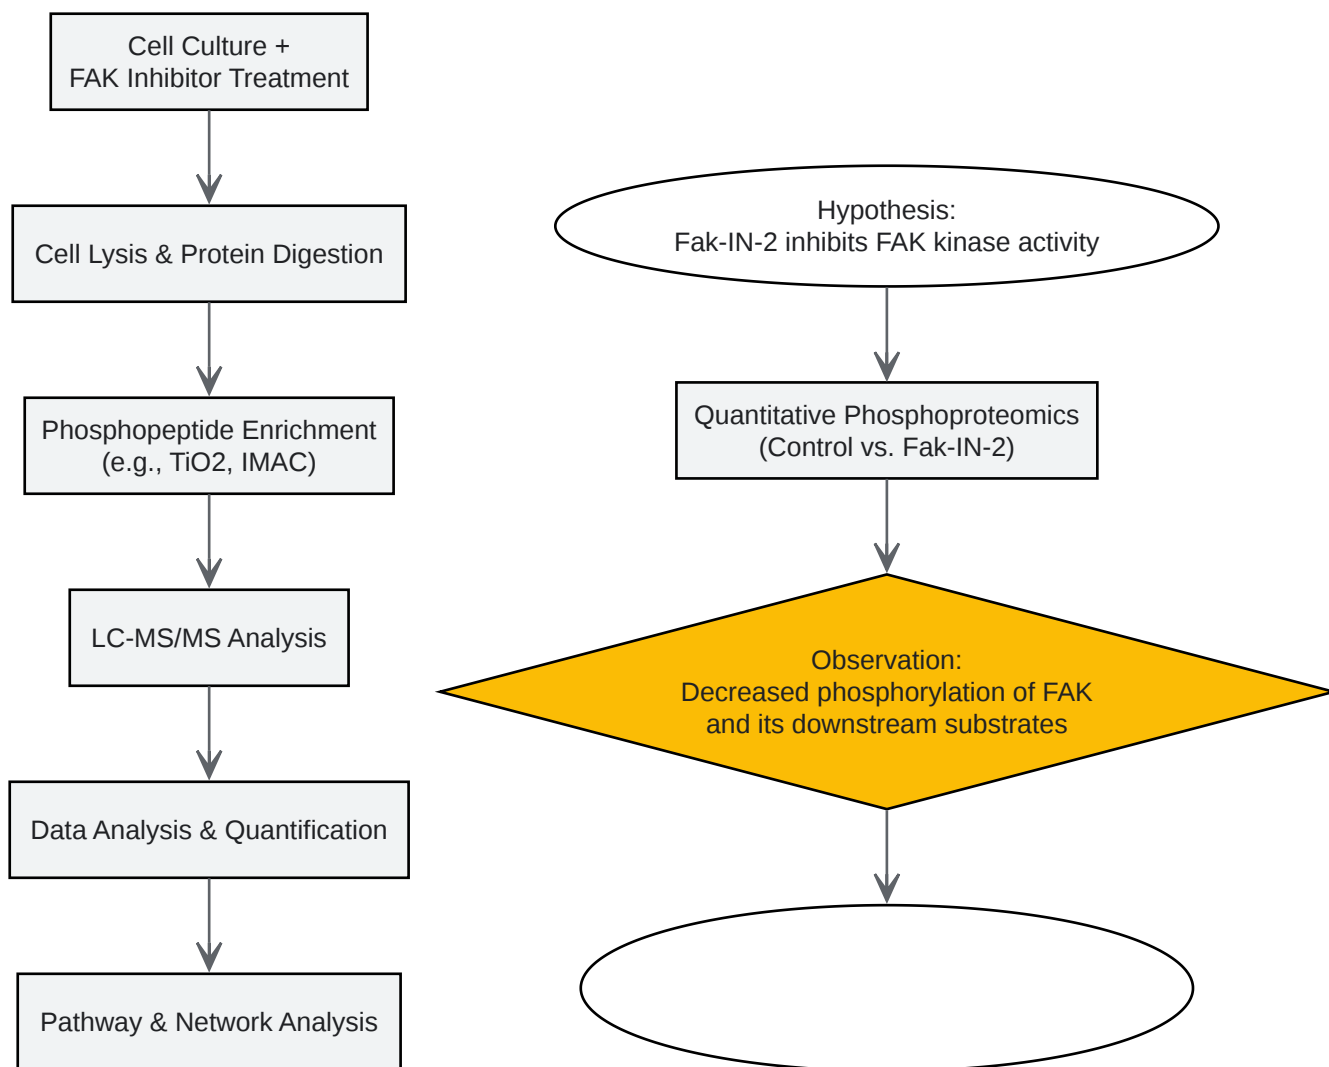 Cell Culture +
FAK Inhibitor Treatment
Cell Lysis & Protein Digestion
Phosphopeptide Enrichment
(e.g., TiO2, IMAC)
LC-MS/MS Analysis
Data Analysis & Quantification
Pathway & Network Analysis
Hypothesis:
Fak-IN-2 inhibits FAK kinase activity
Quantitative Phosphoproteomics
(Control vs. Fak-IN-2)
Observation:
Decreased phosphorylation of FAK
and its downstream substrates